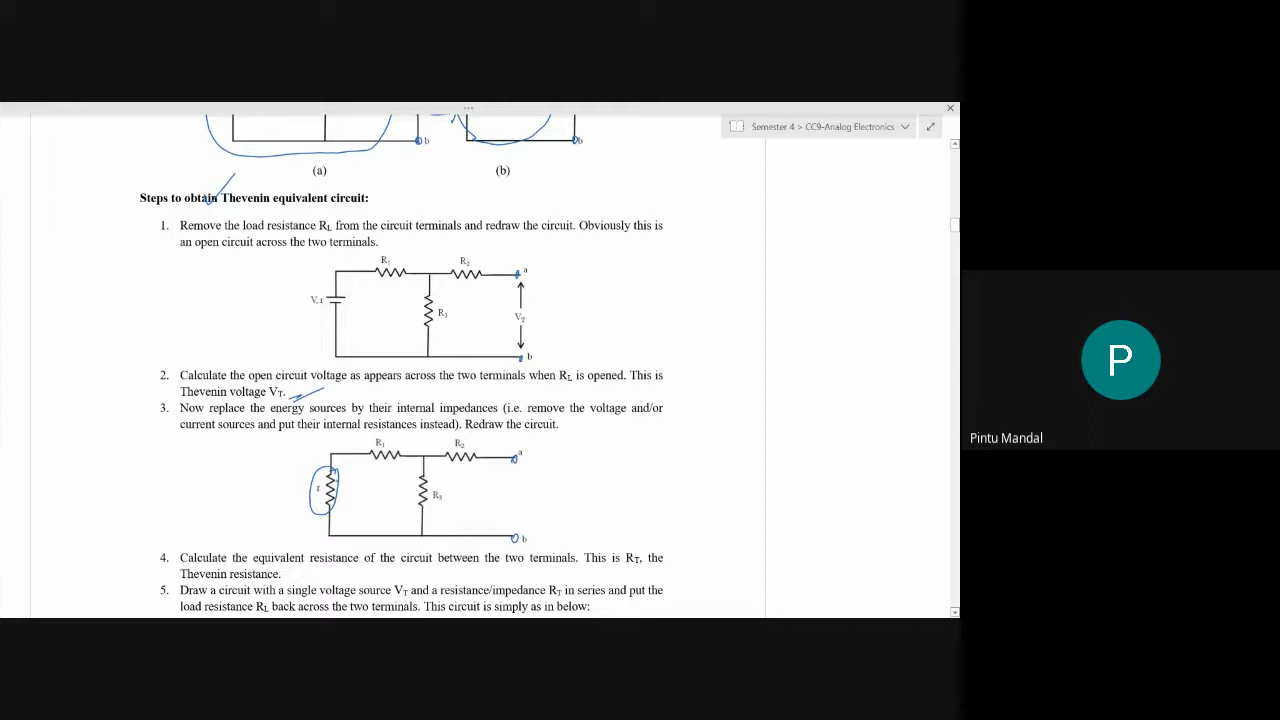 ...
Semester 4 > CC9-Analog Electronics
b
b
(a)
(b)
Steps to obtain Thevenin equivalent circuit:
1. Remove the load resistance RL from the circuit terminals and redraw the circuit. Obviously this is
an open circuit across the two terminals.
R1
R2
a
V, r
R3
VT
b
2. Calculate the open circuit voltage as appears across the two terminals when RL is opened. This is
Thevenin voltage VT.
3. Now replace the energy sources by their internal impedances (i.e. remove the voltage and/or
current sources and put their internal resistances instead). Redraw the circuit.
R1
R2
a
r
R3
b
4. Calculate the equivalent resistance of the circuit between the two terminals. This is RT, the
Thevenin resistance.
5. Draw a circuit with a single voltage source VT and a resistance/impedance RT in series and put the
load resistance RL back across the two terminals. This circuit is simply as in below:
P
Pintu Mandal